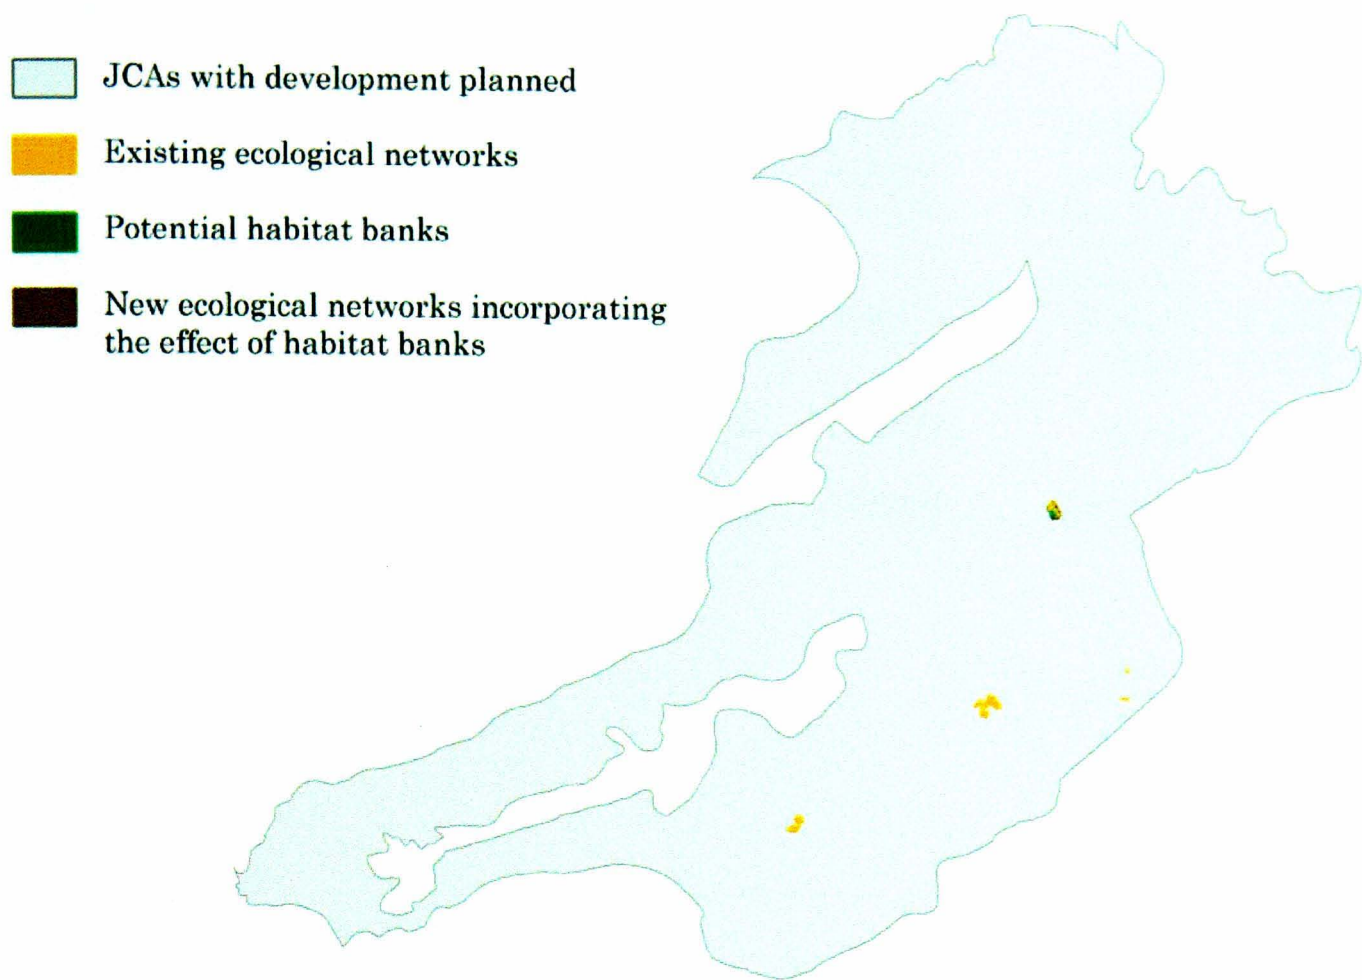 JCAs with development planned
Existing ecological networks
Potential habitat banks
New ecological networks incorporating
the effect of habitat banks